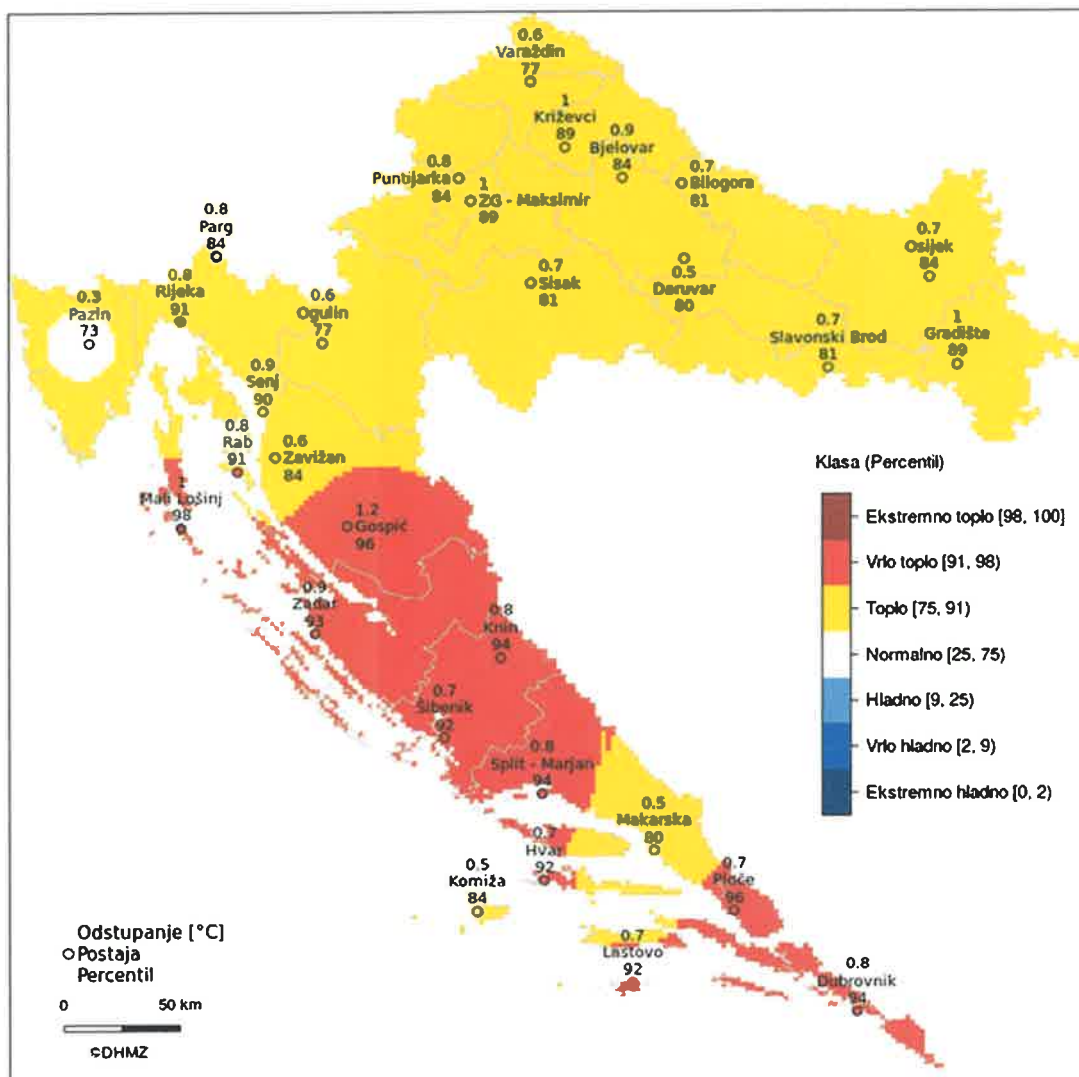 0.6
Varaždin
77
1
Križevci
89
0.9
Bjelovar
84
0.8
Puntijarka
84
1
ZG - Maksimir
89
0.7
Bilogora
81
0.8
Parg
84
0.7
Osijek
84
0.8
Rijeka
91
0.3
Pazin
73
0.6
Ogulin
77
0.7
Sisak
81
0.5
Daruvar
80
0.7
Slavonski Brod
81
1
Gradište
89
0.9
Senj
90
0.8
Rab
91
0.6
Zavižan
84
1
Mali Lošinj
98
1.2
Gospić
96
0.9
Zadar
93
0.8
Knin
94
0.7
Šibenik
92
0.8
Split - Marjan
94
0.5
Makarska
80
0.7
Hvar
92
0.5
Komiža
84
0.7
Ploče
96
0.7
Lastovo
92
0.8
Dubrovnik
94
Klasa (Percentil)
Ekstremno toplo [98, 100]
Vrlo toplo [91, 98)
Toplo [75, 91)
Normalno [25, 75)
Hladno [9, 25)
Vrlo hladno [2, 9)
Ekstremno hladno [0, 2)
Odstupanje [°C]
Postaja
Percentil
0 50 km
©DHMZ